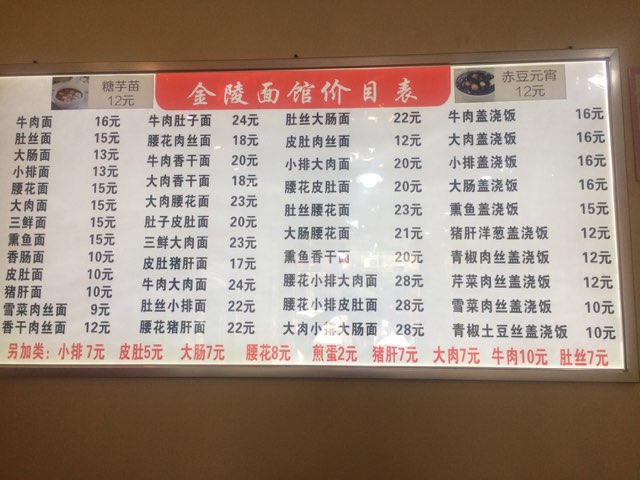 金陵面馆价目表
糖芋苗
12元
赤豆元宵
12元
牛肉面 16元
肚丝面 15元
大肠面 13元
小排面 13元
腰花面 15元
大肉面 15元
三鲜面 15元
熏鱼面 15元
香肠面 10元
皮肚面 10元
猪肝面 10元
雪菜肉丝面 9元
香干肉丝面 12元
牛肉肚子面 24元
腰花肉丝面 18元
牛肉香干面 20元
大肉香干面 18元
大肉腰花面 23元
肚子皮肚面 20元
三鲜大肉面 23元
皮肚猪肝面 17元
牛肉大肉面 24元
肚丝小排面 22元
腰花猪肝面 22元
肚丝大肠面 22元
皮肚肉丝面 12元
小排大肉面 20元
腰花皮肚面 20元
肚丝腰花面 23元
大肠腰花面 21元
熏鱼香干面 20元
腰花小排大肉面 28元
腰花小排皮肚面 28元
大肉小排大肠面 28元
牛肉盖浇饭 16元
大肉盖浇饭 16元
小排盖浇饭 16元
大肠盖浇饭 16元
熏鱼盖浇饭 15元
猪肝洋葱盖浇饭 12元
青椒肉丝盖浇饭 12元
芹菜肉丝盖浇饭 12元
雪菜肉丝盖浇饭 10元
青椒土豆丝盖浇饭 10元
另加类：小排7元 皮肚5元 大肠7元 腰花8元 煎蛋2元 猪肝7元 大肉7元 牛肉10元 肚丝7元